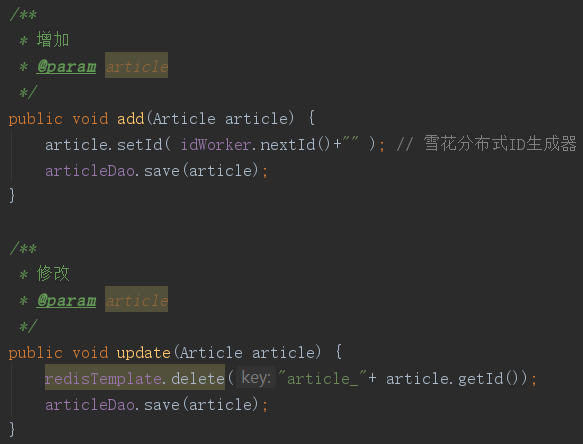 /**
 * 增加
 * @param article
 */
public void add(Article article) {
    article.setId( idWorker.nextId()+"" ); // 雪花分布式ID生成器
    articleDao.save(article);
}
/**
 * 修改
 * @param article
 */
public void update(Article article) {
    redisTemplate.delete( key: "article_"+ article.getId());
    articleDao.save(article);
}